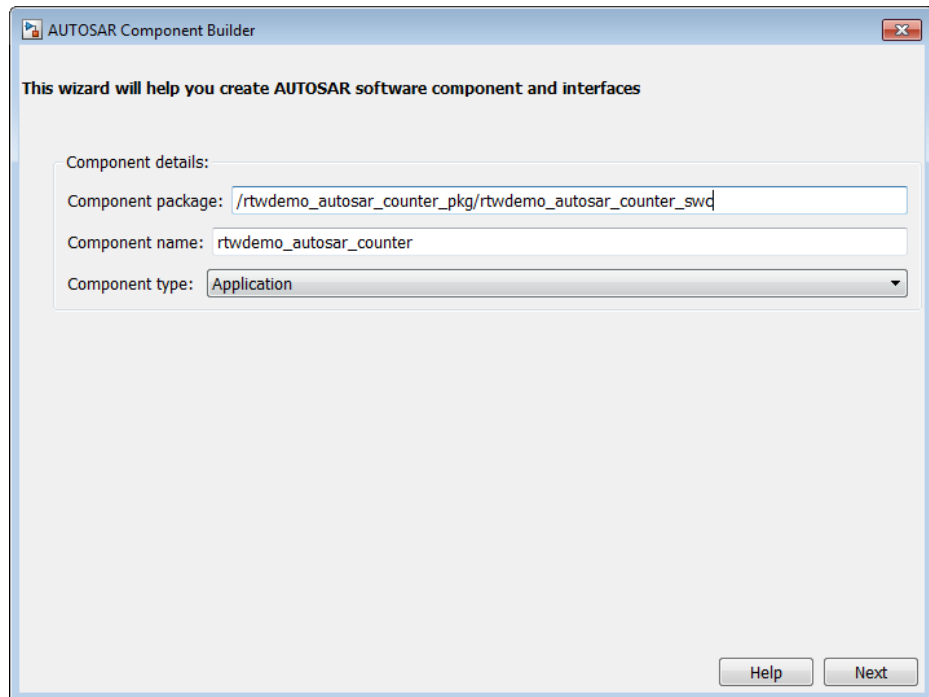 AUTOSAR Component Builder
This wizard will help you create AUTOSAR software component and interfaces
Component details:
Component package: /rtwdemo_autosar_counter_pkg/rtwdemo_autosar_counter_swc
Component name: rtwdemo_autosar_counter
Component type: Application
Help Next